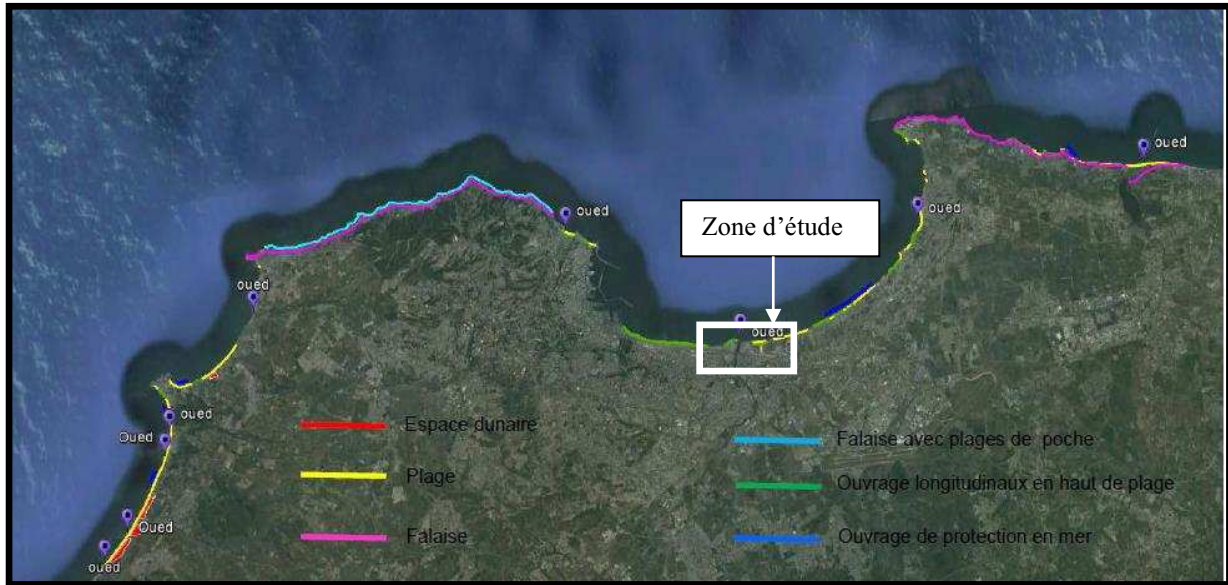 oued
oued
Zone d'étude
oued
oued
oued
oued
Oued
Oued
oued
Espace dunaire
Plage
Falaise
Falaise avec plages de poche
Ouvrage longitudinaux en haut de plage
Ouvrage de protection en mer